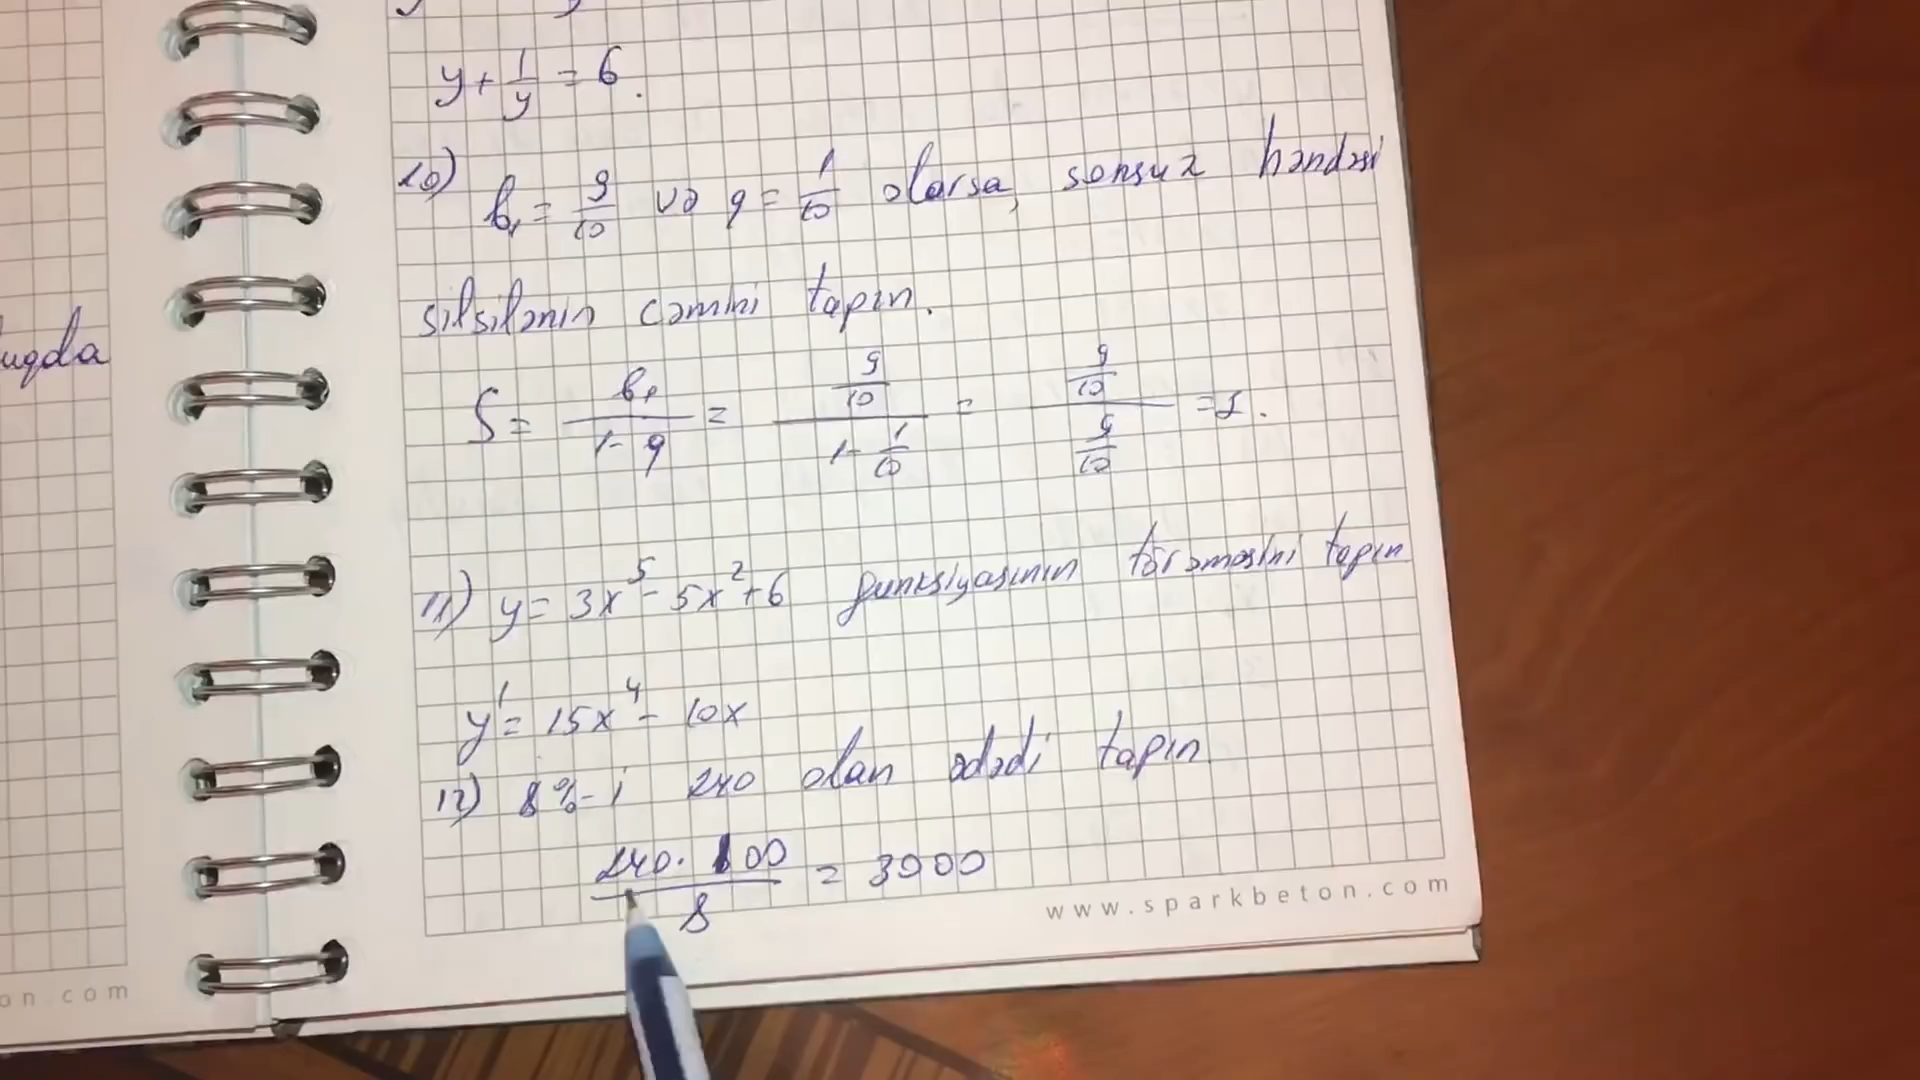 y + 1/y = 6.
10) b₁ = 9/10 və q = 1/10 olarsa, sonsuz həndəsi
silsilənin cəmini tapın.
S = b₁/(1 - q) = (9/10)/(1 - 1/10) = (9/10)/(9/10) = 1.
11) y = 3x⁵ - 5x² + 6 funksiyasının törəməsini tapın
y' = 15x⁴ - 10x
12) 8%-i 240 olan ədədi tapın.
(240 · 100)/8 = 3000
www.sparkbeton.com
on.com